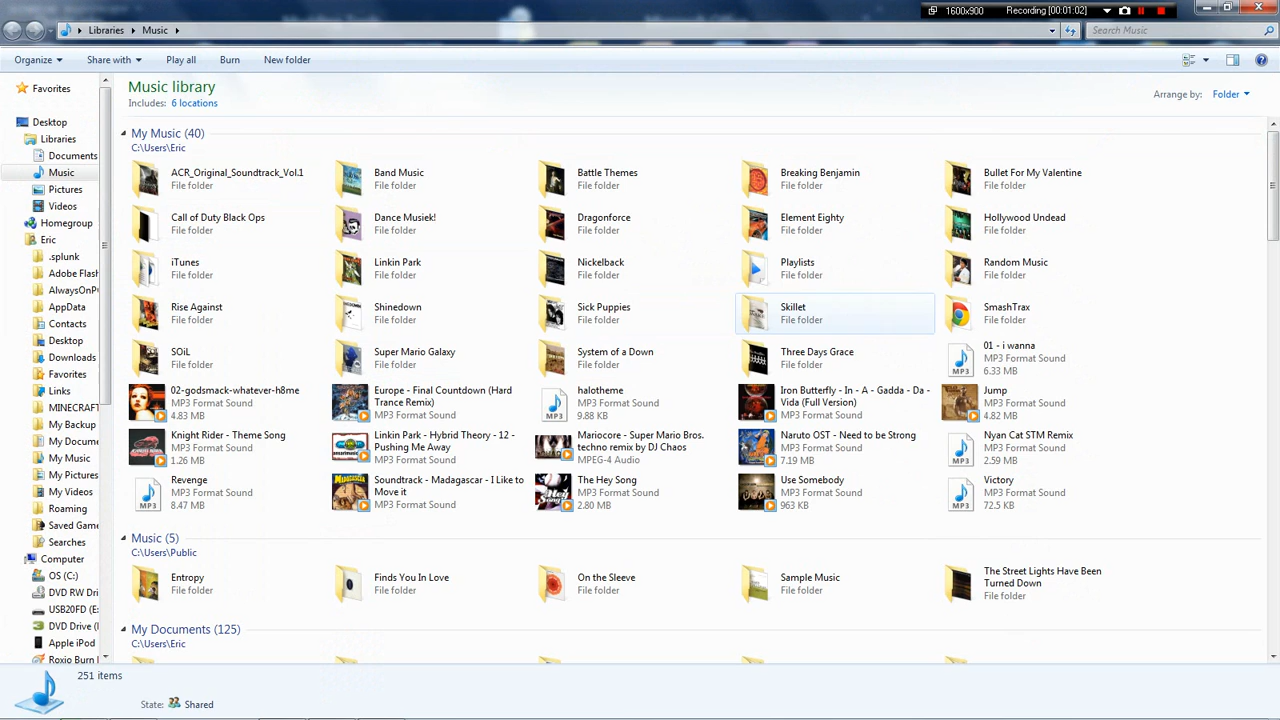 1600x900
Recording [00:01:02]
Libraries
Music
Search Music
Organize
Share with
Play all
Burn
New folder
Favorites
Desktop
Libraries
Documents
Music
Pictures
Videos
Homegroup
Eric
.splunk
Adobe Flash
AlwaysOnP
AppData
Contacts
Desktop
Downloads
Favorites
Links
MINECRAFT
My Backup
My Docume
My Music
My Pictures
My Videos
Roaming
Saved Game
Searches
Computer
OS (C:)
DVD RW Dri
USB20FD (E:
DVD Drive (
Apple iPod
Roxio Burn
Music library
Includes: 6 locations
Arrange by: Folder
My Music (40)
C:\Users\Eric
ACR_Original_Soundtrack_Vol.1
File folder
Band Music
File folder
Battle Themes
File folder
Breaking Benjamin
File folder
Bullet For My Valentine
File folder
Call of Duty Black Ops
File folder
Dance Musiek!
File folder
Dragonforce
File folder
Element Eighty
File folder
Hollywood Undead
File folder
iTunes
File folder
Linkin Park
File folder
Nickelback
File folder
Playlists
File folder
Random Music
File folder
Rise Against
File folder
Shinedown
File folder
Sick Puppies
File folder
Skillet
File folder
SmashTrax
File folder
SOiL
File folder
Super Mario Galaxy
File folder
System of a Down
File folder
Three Days Grace
File folder
01 - i wanna
MP3 Format Sound
6.33 MB
02-godsmack-whatever-h8me
MP3 Format Sound
4.83 MB
Europe - Final Countdown (Hard
Trance Remix)
MP3 Format Sound
halotheme
MP3 Format Sound
9.88 KB
Iron Butterfly - In - A - Gadda - Da -
Vida (Full Version)
MP3 Format Sound
Jump
MP3 Format Sound
4.82 MB
Knight Rider - Theme Song
MP3 Format Sound
1.26 MB
Linkin Park - Hybrid Theory - 12 -
Pushing Me Away
MP3 Format Sound
Mariocore - Super Mario Bros.
techno remix by DJ Chaos
MPEG-4 Audio
Naruto OST - Need to be Strong
MP3 Format Sound
7.19 MB
Nyan Cat STM Remix
MP3 Format Sound
2.59 MB
Revenge
MP3 Format Sound
8.47 MB
Soundtrack - Madagascar - I Like to
Move it
MP3 Format Sound
The Hey Song
MP3 Format Sound
2.80 MB
Use Somebody
MP3 Format Sound
963 KB
Victory
MP3 Format Sound
72.5 KB
Music (5)
C:\Users\Public
Entropy
File folder
Finds You In Love
File folder
On the Sleeve
File folder
Sample Music
File folder
The Street Lights Have Been
Turned Down
File folder
My Documents (125)
C:\Users\Eric
251 items
State: Shared